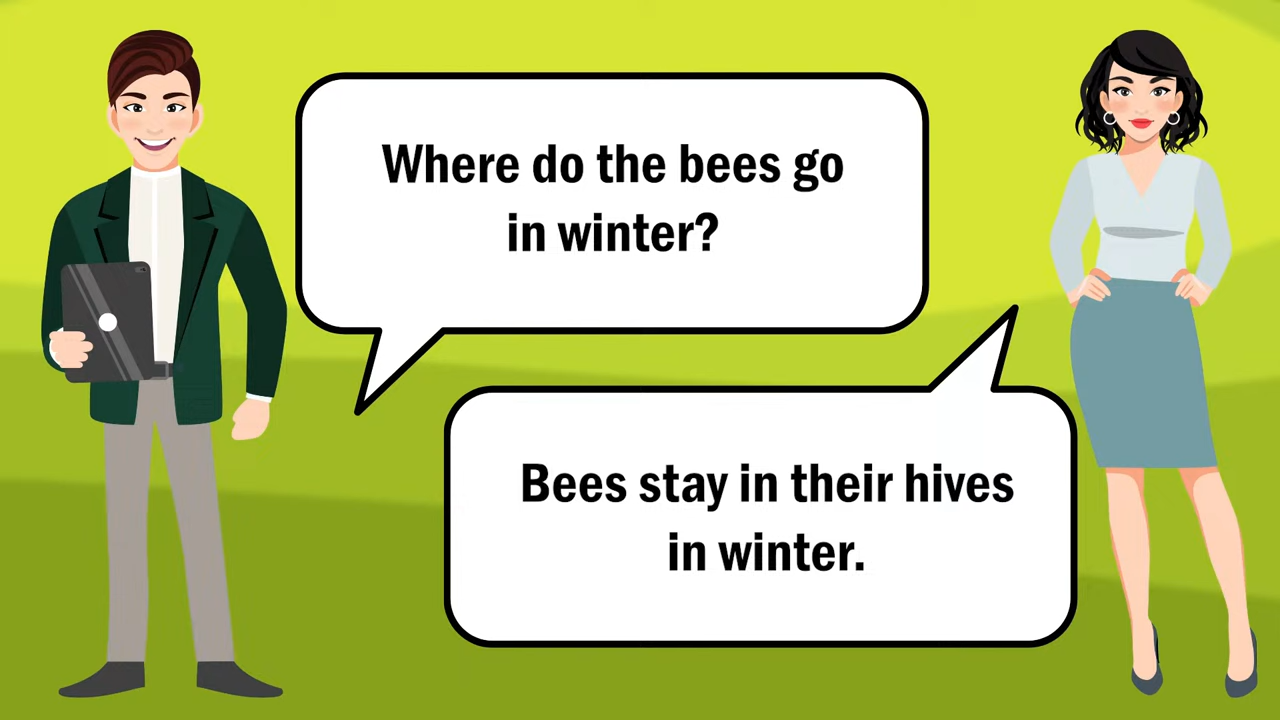 Where do the bees go
in winter?
Bees stay in their hives
in winter.